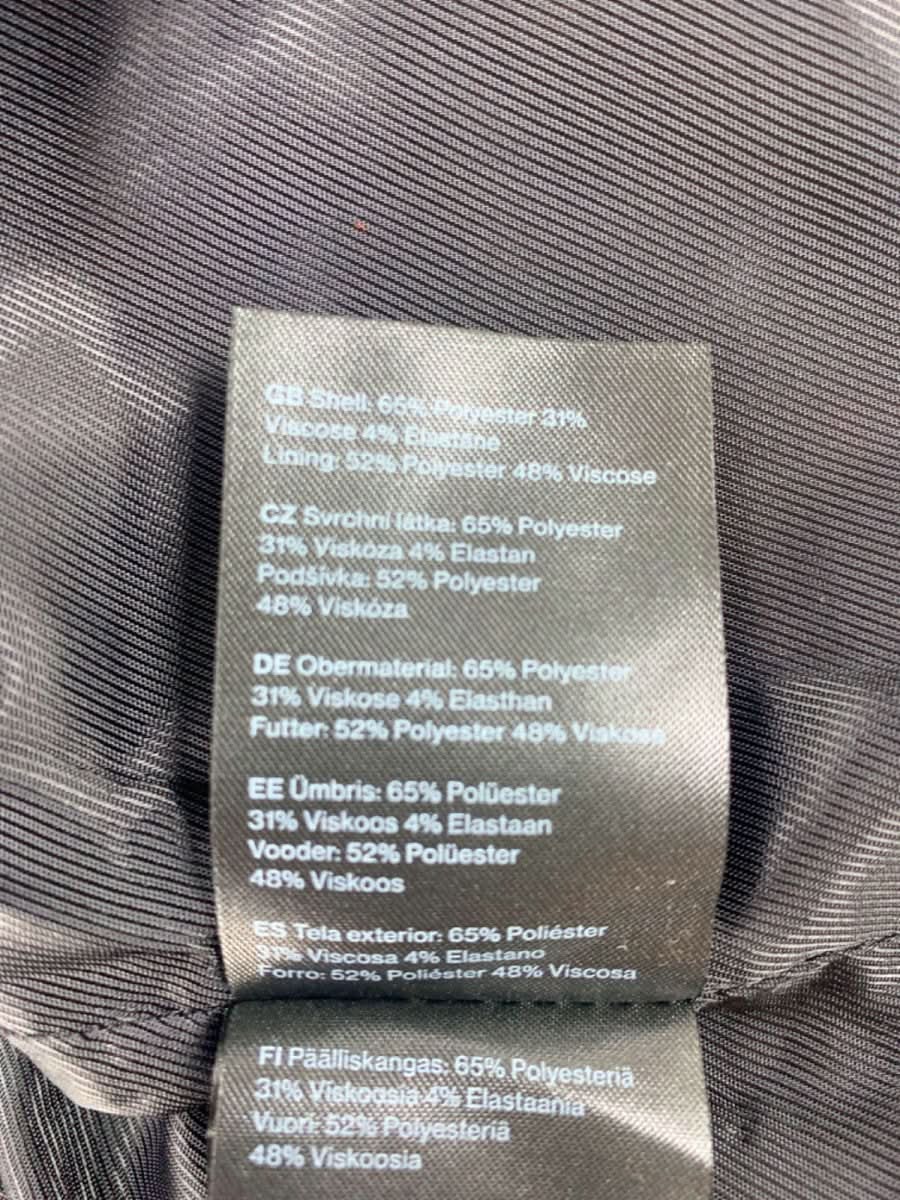 GB Shell: 65% Polyester 31%
Viscose 4% Elastane
Lining: 52% Polyester 48% Viscose
CZ Svrchní látka: 65% Polyester
31% Viskóza 4% Elastan
Podšívka: 52% Polyester
48% Viskóza
DE Obermaterial: 65% Polyester
31% Viskose 4% Elasthan
Futter: 52% Polyester 48% Viskose
EE Ümbris: 65% Polüester
31% Viskoos 4% Elastaan
Vooder: 52% Polüester
48% Viskoos
ES Tela exterior: 65% Poliéster
31% Viscosa 4% Elastano
Forro: 52% Poliéster 48% Viscosa
FI Päälliskangas: 65% Polyesteriä
31% Viskoosia 4% Elastaania
Vuori: 52% Polyesteriä
48% Viskoosia